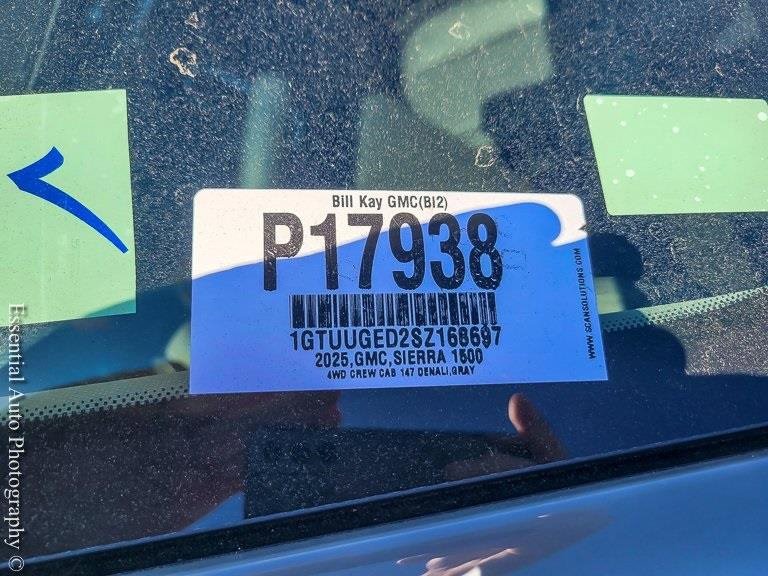 Bill Kay GMC(BI2)
P17938
1GTUUGED2SZ168697
2025,GMC,SIERRA 1500
4WD CREW CAB 147 DENALI,GRAY
WWW.SCANSOLUTIONS.COM
Essential Auto Photography ©